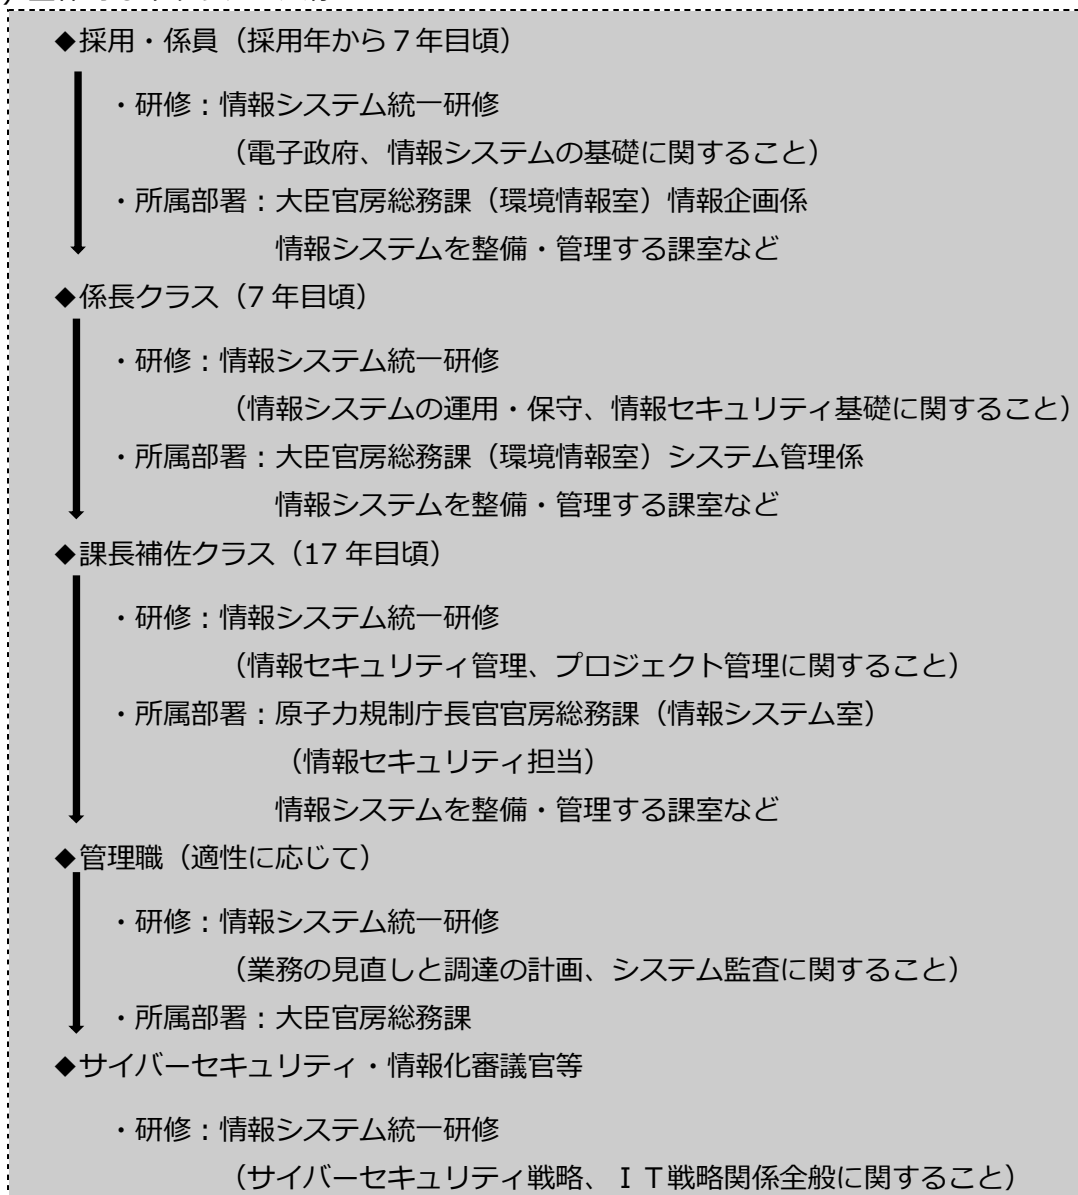 ◆採用・係員（採用年から７年目頃）
・研修：情報システム統一研修
（電子政府、情報システムの基礎に関すること）
・所属部署：大臣官房総務課（環境情報室）情報企画係
情報システムを整備・管理する課室など
◆係長クラス（7 年目頃）
・研修：情報システム統一研修
（情報システムの運用・保守、情報セキュリティ基礎に関すること）
・所属部署：大臣官房総務課（環境情報室）システム管理係
情報システムを整備・管理する課室など
◆課長補佐クラス（17 年目頃）
・研修：情報システム統一研修
（情報セキュリティ管理、プロジェクト管理に関すること）
・所属部署：原子力規制庁長官官房総務課（情報システム室）
（情報セキュリティ担当）
情報システムを整備・管理する課室など
◆管理職（適性に応じて）
・研修：情報システム統一研修
（業務の見直しと調達の計画、システム監査に関すること）
・所属部署：大臣官房総務課
◆サイバーセキュリティ・情報化審議官等
・研修：情報システム統一研修
（サイバーセキュリティ戦略、ＩＴ戦略関係全般に関すること）